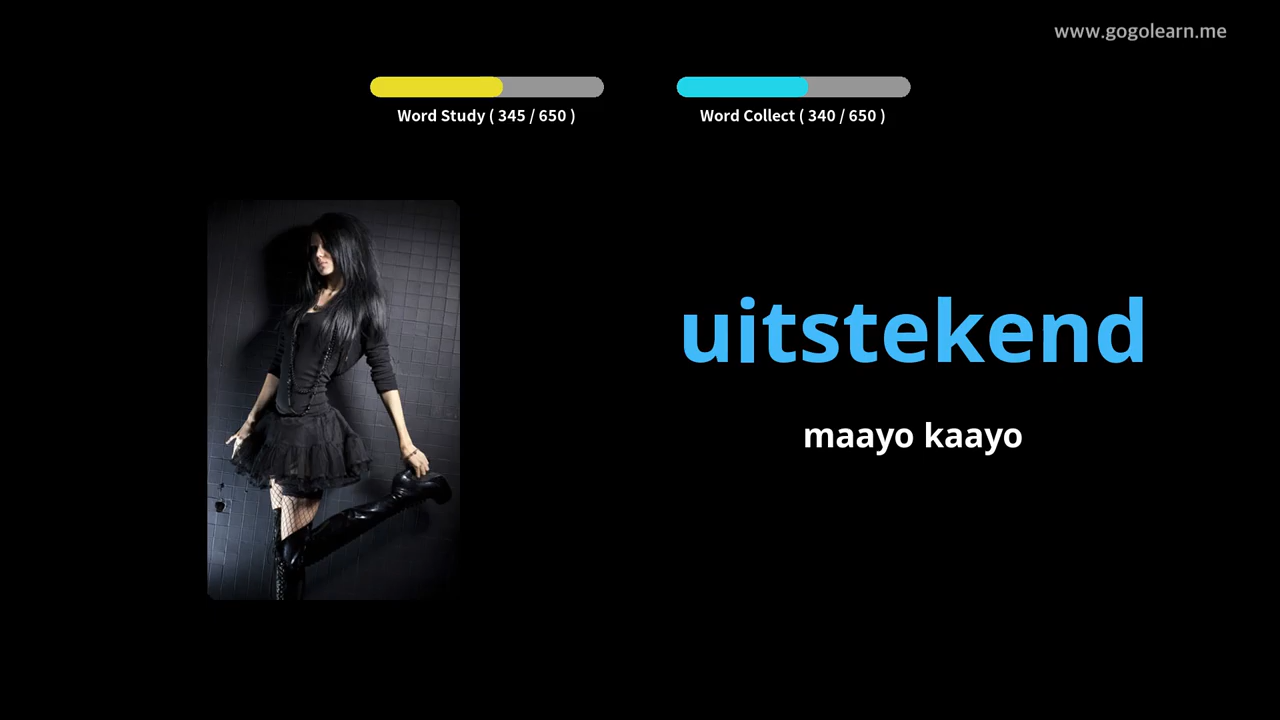 www.gogolearn.me
Word Study ( 345 / 650 )
Word Collect ( 340 / 650 )
uitstekend
maayo kaayo